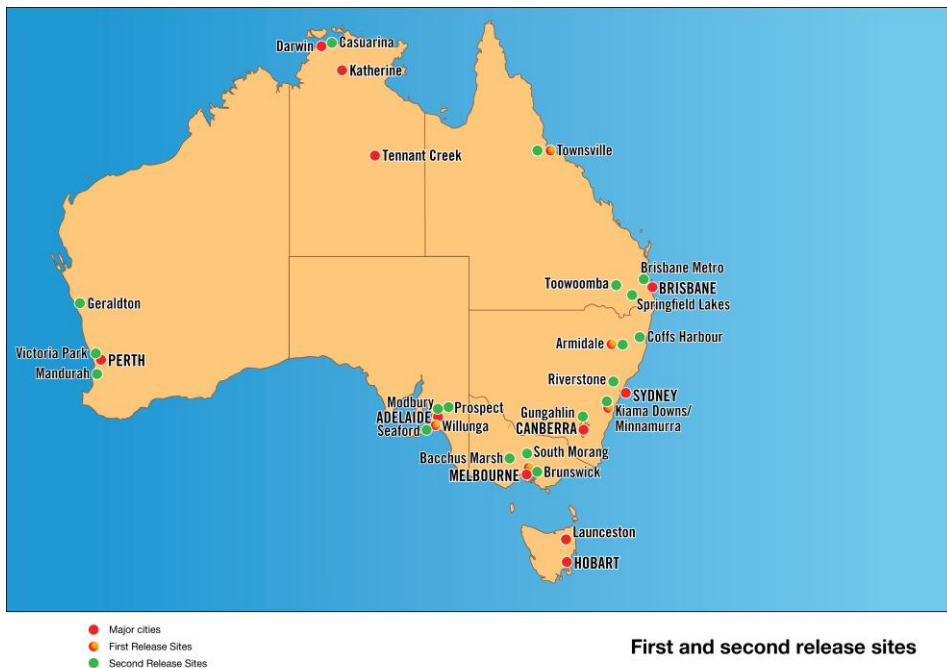 Darwin
Casuarina
Katherine
Tennant Creek
Townsville
Brisbane Metro
Toowoomba
BRISBANE
Springfield Lakes
Geraldton
Coffs Harbour
Armidale
Victoria Park
PERTH
Mandurah
Riverstone
SYDNEY
Modbury
Prospect
Kiama Downs/
Minnamurra
ADELAIDE
Gungahlin
Willunga
Seaford
CANBERRA
South Morang
Bacchus Marsh
Brunswick
MELBOURNE
Launceston
HOBART
Major cities
First Release Sites
Second Release Sites
First and second release sites